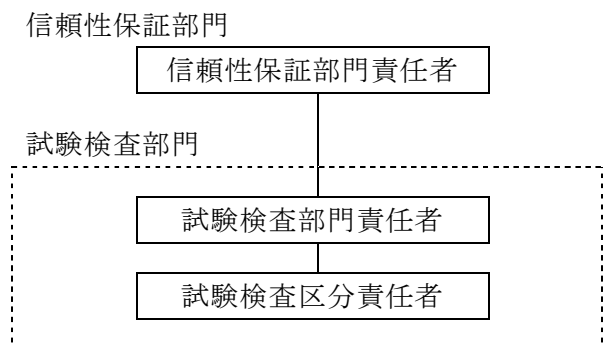 信頼性保証部門
信頼性保証部門責任者
試験検査部門
試験検査部門責任者
試験検査区分責任者